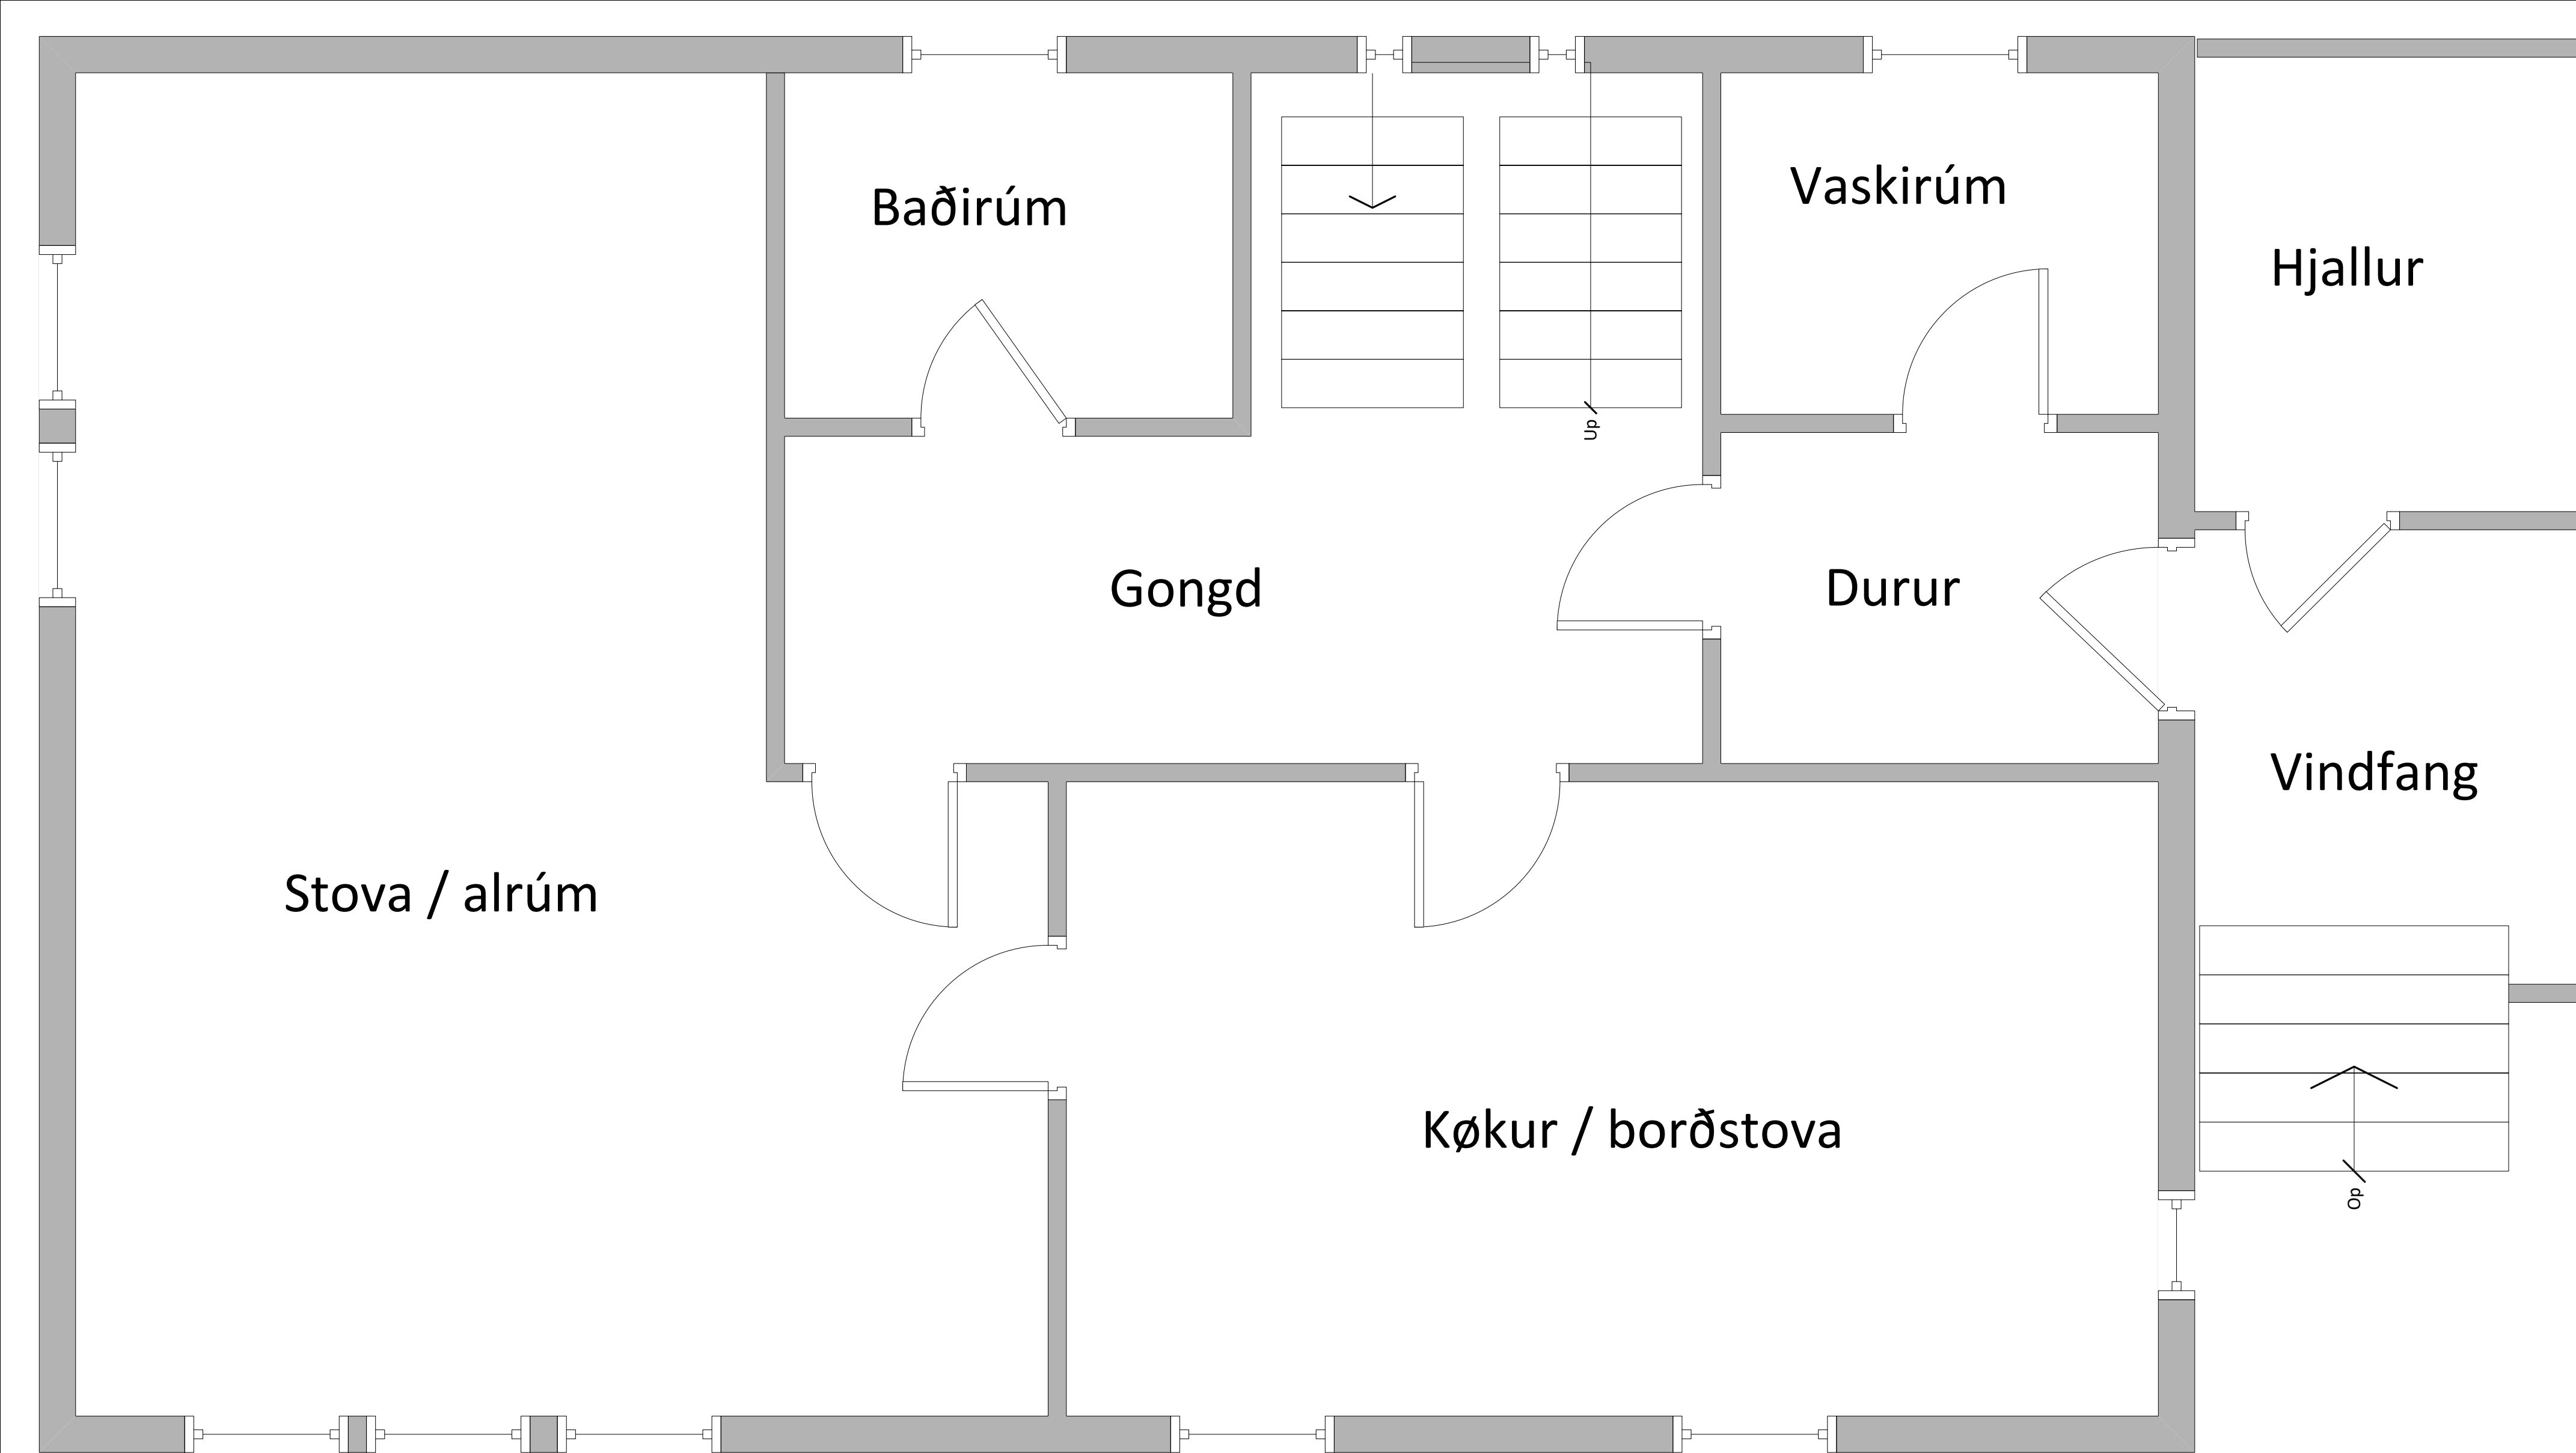 Baðirúm
Vaskirúm
Hjallur
Up
Gongd
Durur
Vindfang
Stova / alrúm
Køkur / borðstova
Op